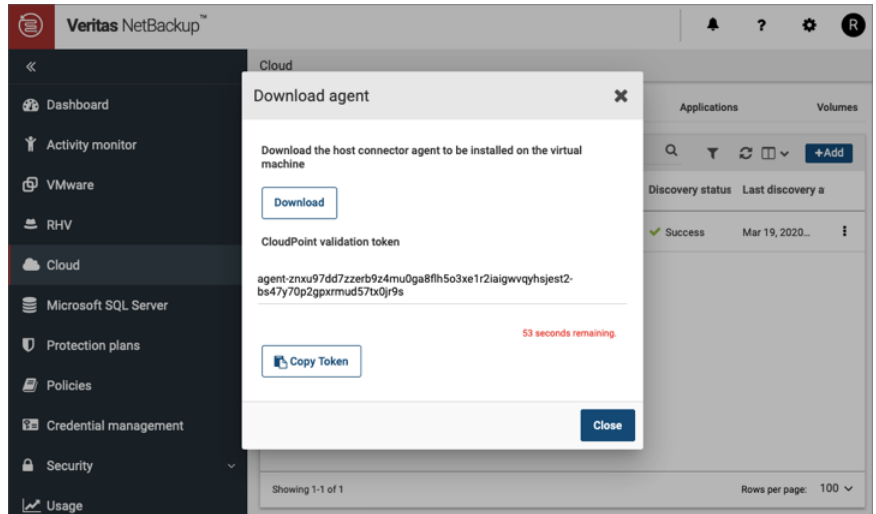 Veritas NetBackup™
?
R
«
Cloud
Dashboard
Activity monitor
VMware
RHV
Cloud
Microsoft SQL Server
Protection plans
Policies
Credential management
Security
Usage
Applications
Volumes
+Add
Discovery status
Last discovery a
Success
Mar 19, 2020...
Download agent
Download the host connector agent to be installed on the virtual
machine
Download
CloudPoint validation token
agent-znxu97dd7zzerb9z4mu0ga8flh5o3xe1r2iaigwvqyhsjest2-
bs47y70p2gpxrmud57tx0jr9s
53 seconds remaining.
Copy Token
Close
Showing 1-1 of 1
Rows per page: 100